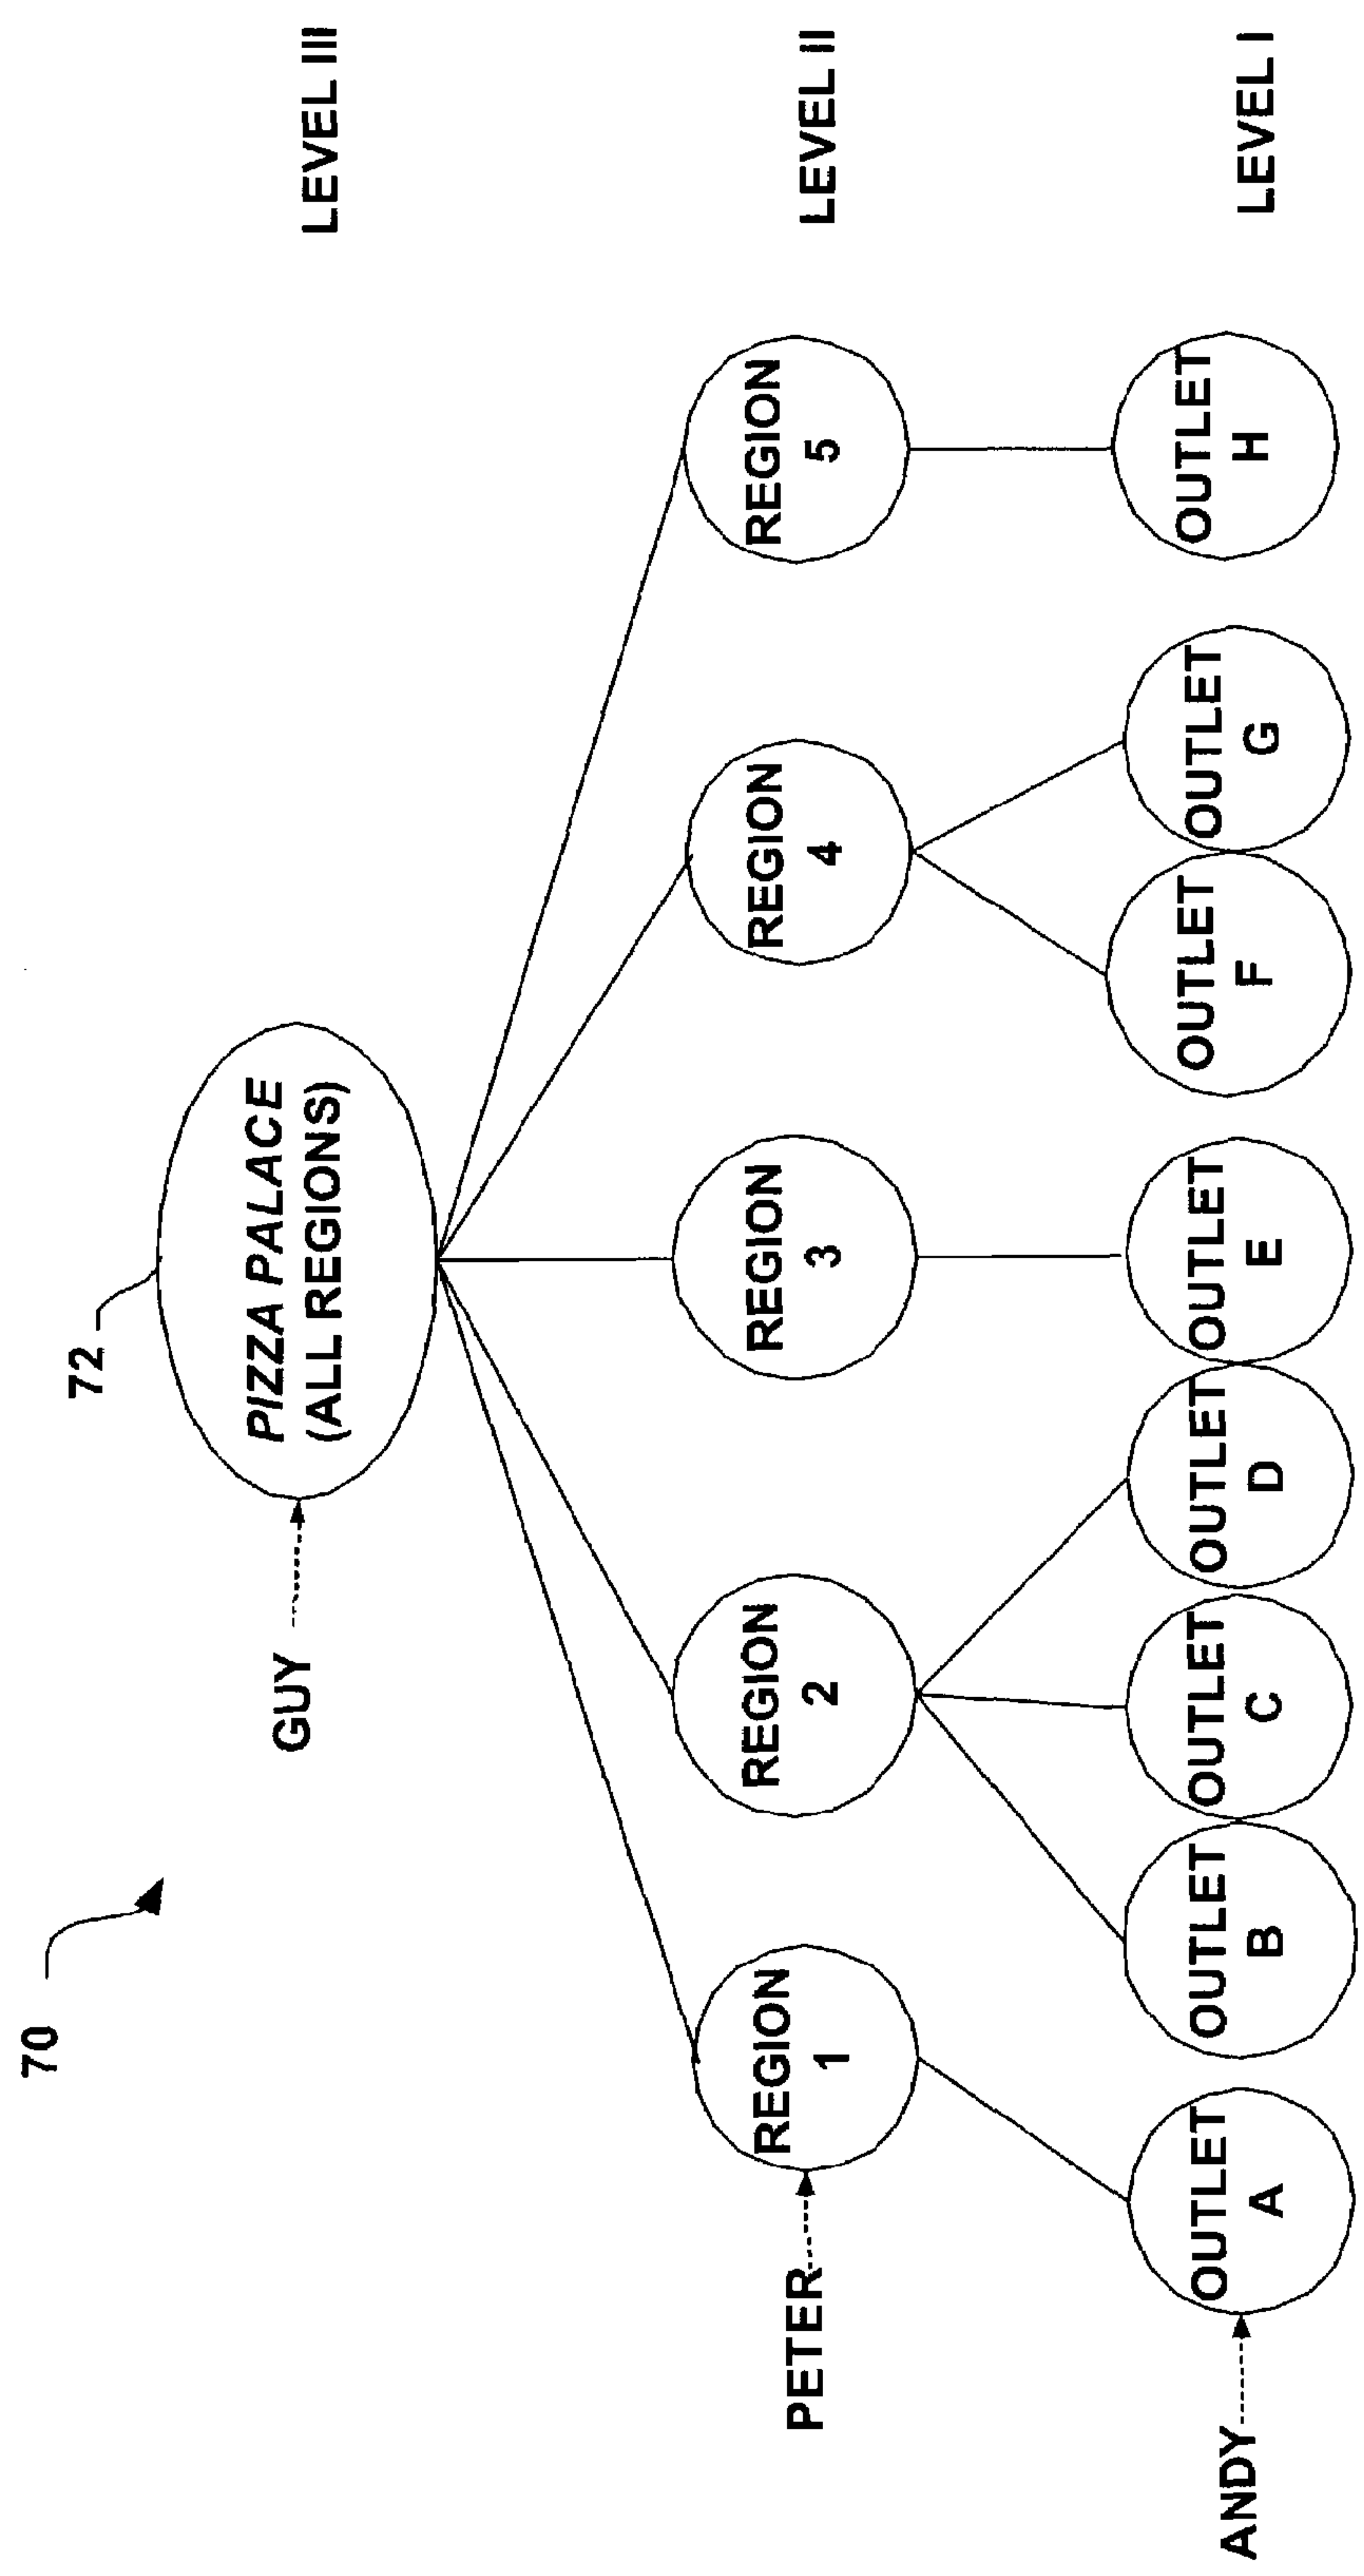 70
72
GUY
PIZZA PALACE
(ALL REGIONS)
LEVEL III
PETER
REGION
1
REGION
2
REGION
3
REGION
4
REGION
5
LEVEL II
ANDY
OUTLET
A
OUTLET
B
OUTLET
C
OUTLET
D
OUTLET
E
OUTLET
F
OUTLET
G
OUTLET
H
LEVEL I